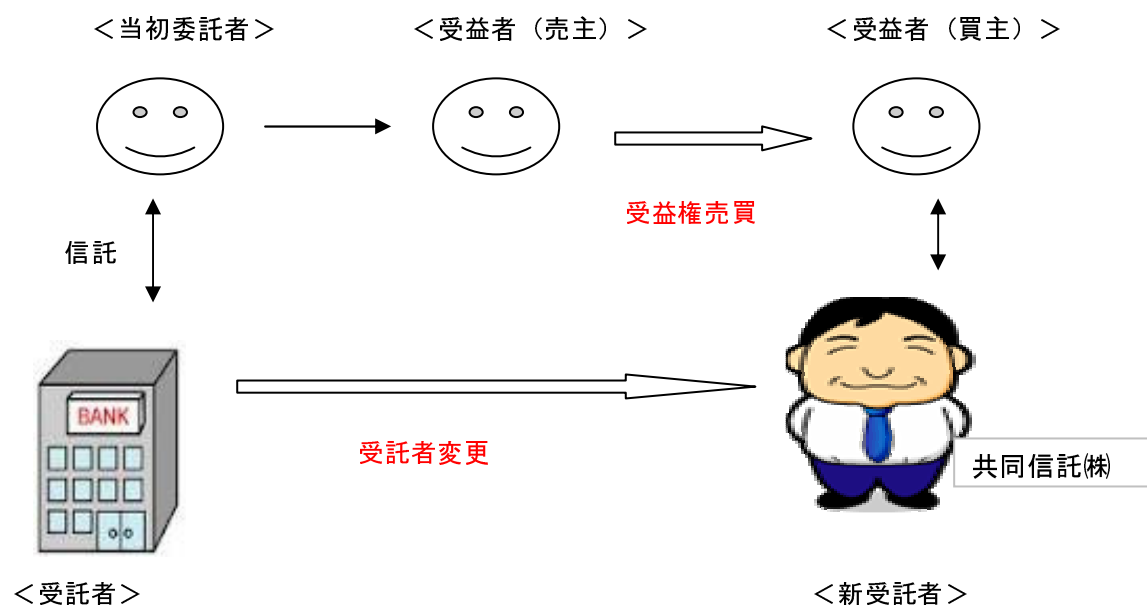 ＜当初委託者＞
＜受益者（売主）＞
＜受益者（買主）＞
受益権売買
信託
BANK
受託者変更
共同信託㈱
＜受託者＞
＜新受託者＞